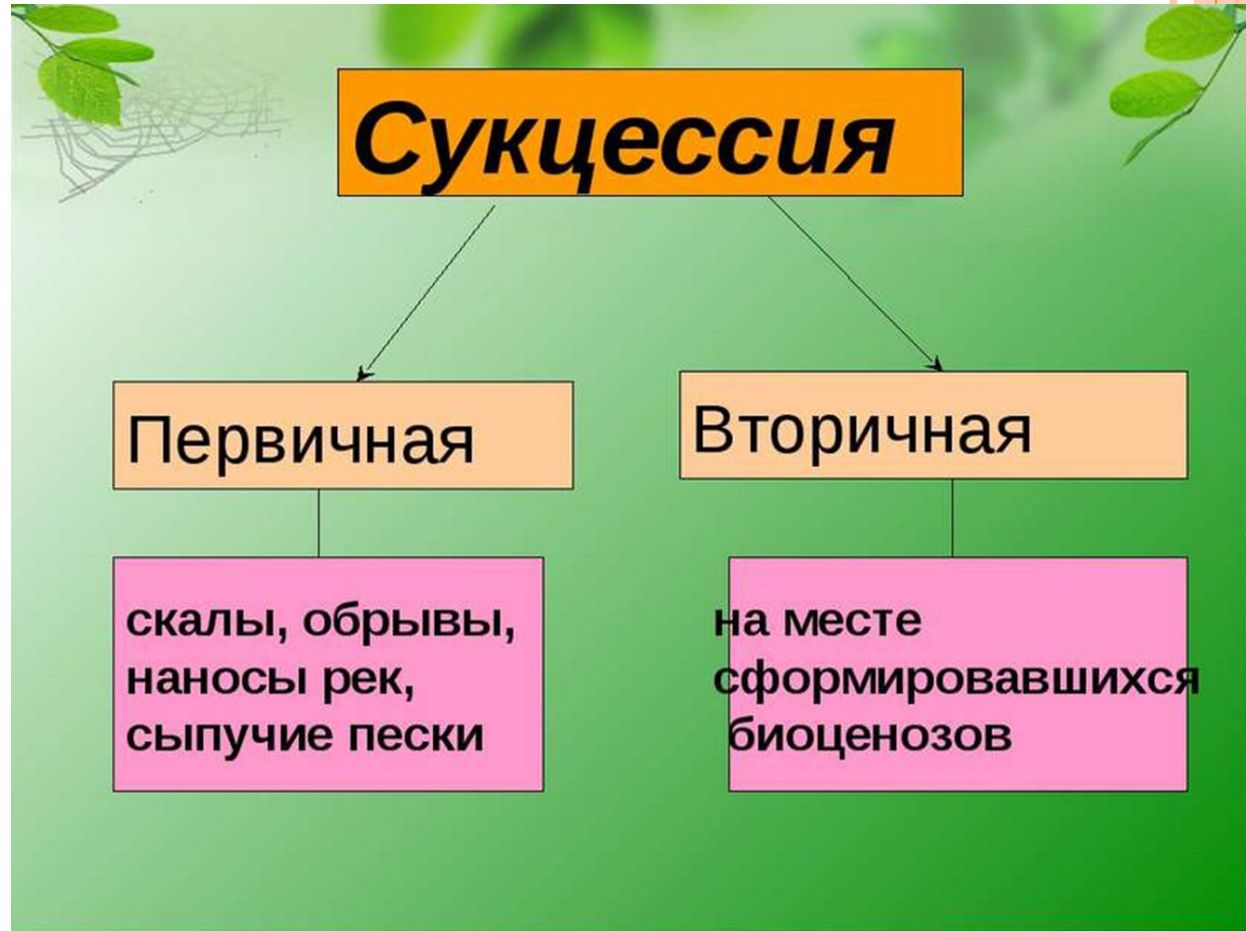 Сукцессия
Первичная
Вторичная
скалы, обрывы,
наносы рек,
сыпучие пески
на месте
сформировавшихся
биоценозов